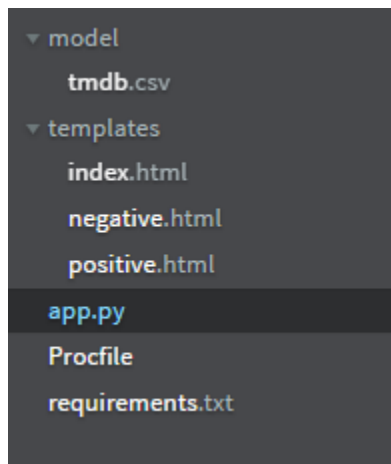 model
tmdb.csv
templates
index.html
negative.html
positive.html
app.py
Procfile
requirements.txt